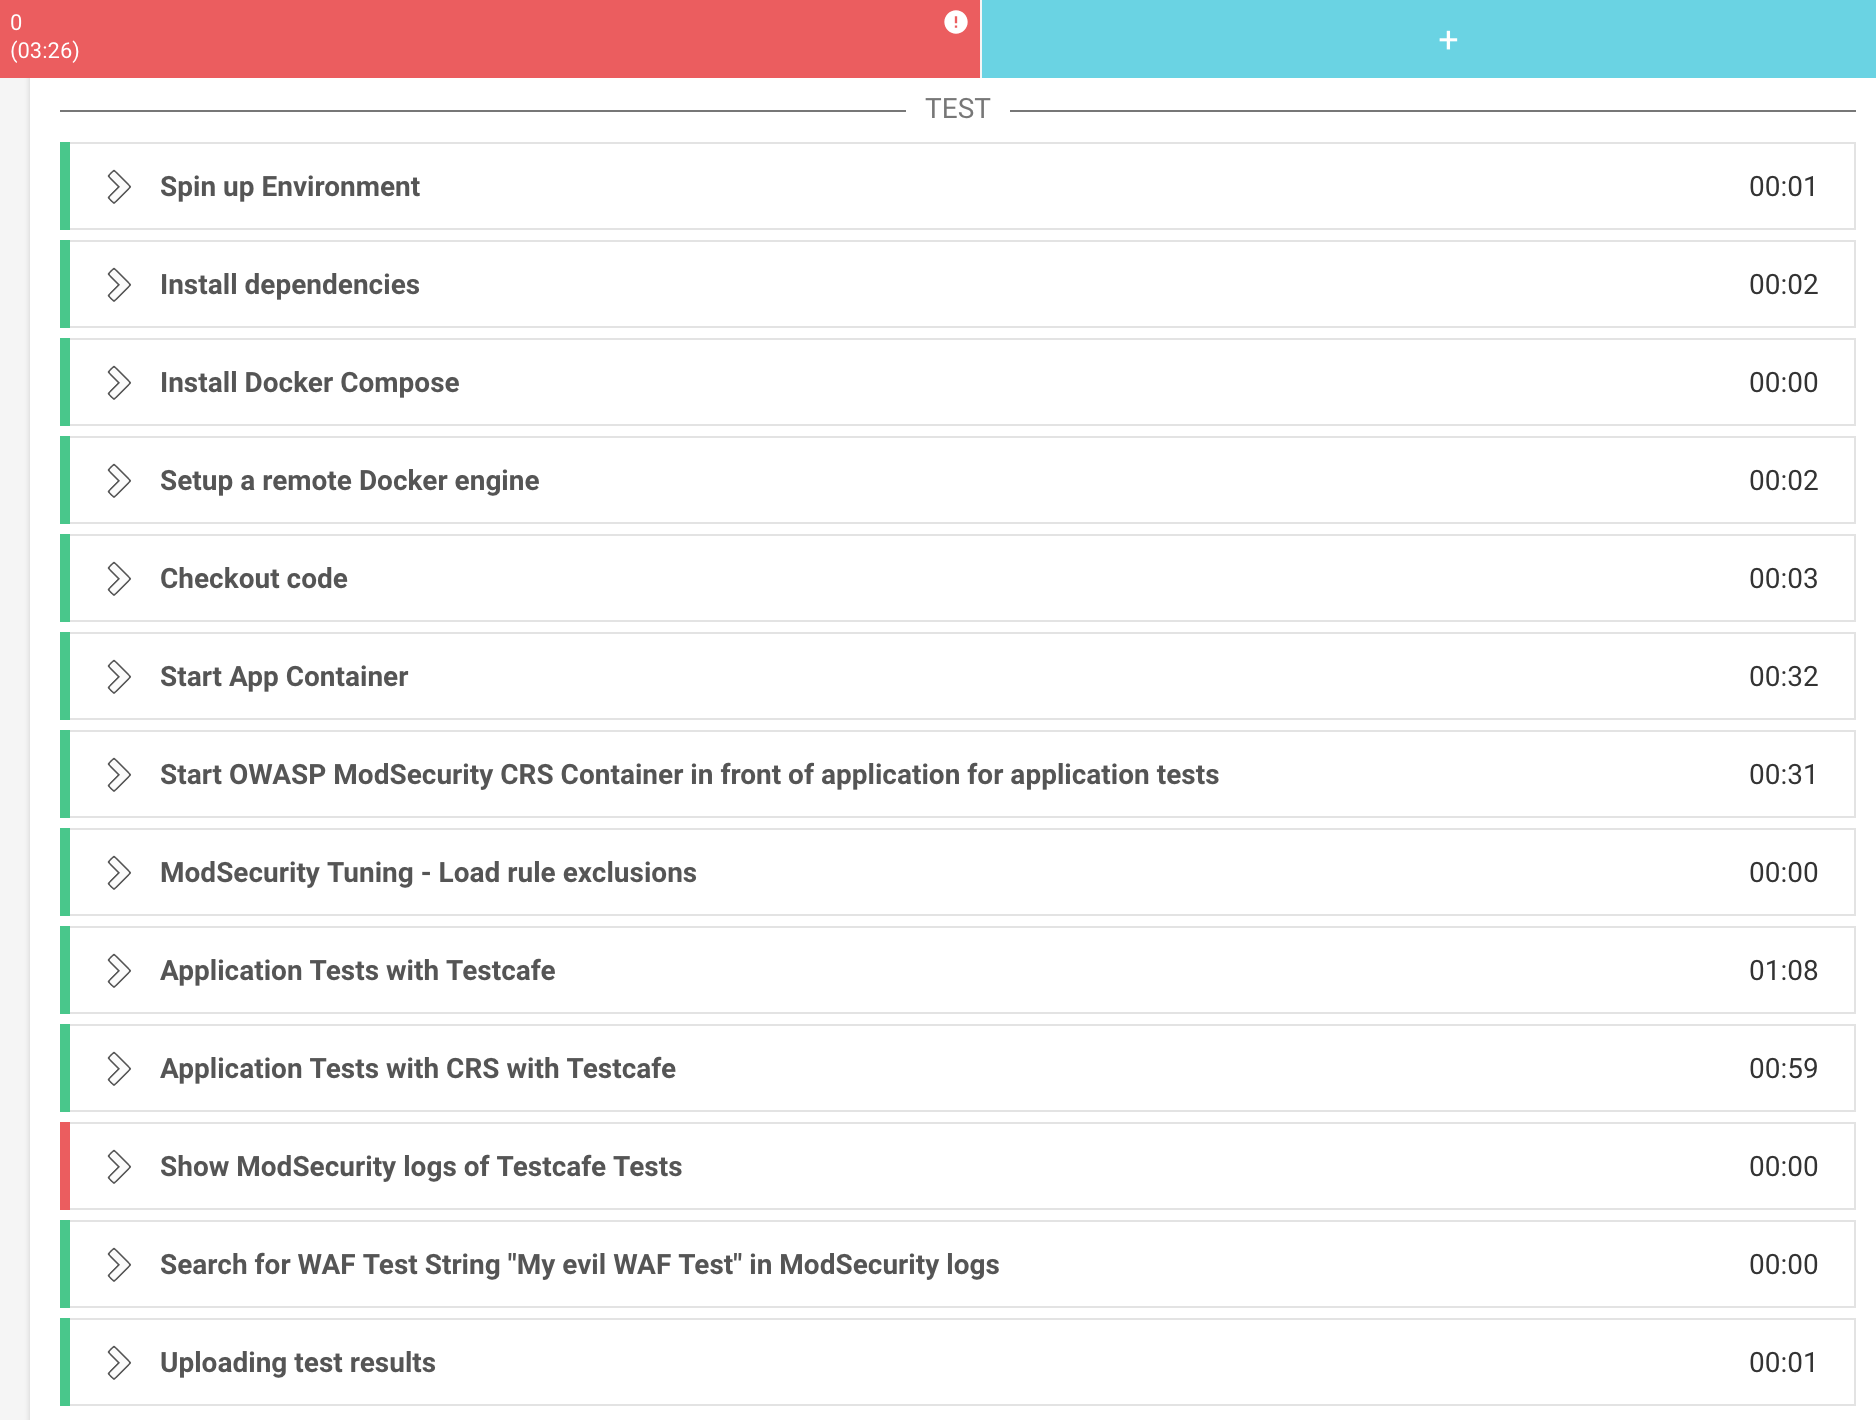 0
(03:26)
!
+
TEST
Spin up Environment 00:01
Install dependencies 00:02
Install Docker Compose 00:00
Setup a remote Docker engine 00:02
Checkout code 00:03
Start App Container 00:32
Start OWASP ModSecurity CRS Container in front of application for application tests 00:31
ModSecurity Tuning - Load rule exclusions 00:00
Application Tests with Testcafe 01:08
Application Tests with CRS with Testcafe 00:59
Show ModSecurity logs of Testcafe Tests 00:00
Search for WAF Test String "My evil WAF Test" in ModSecurity logs 00:00
Uploading test results 00:01